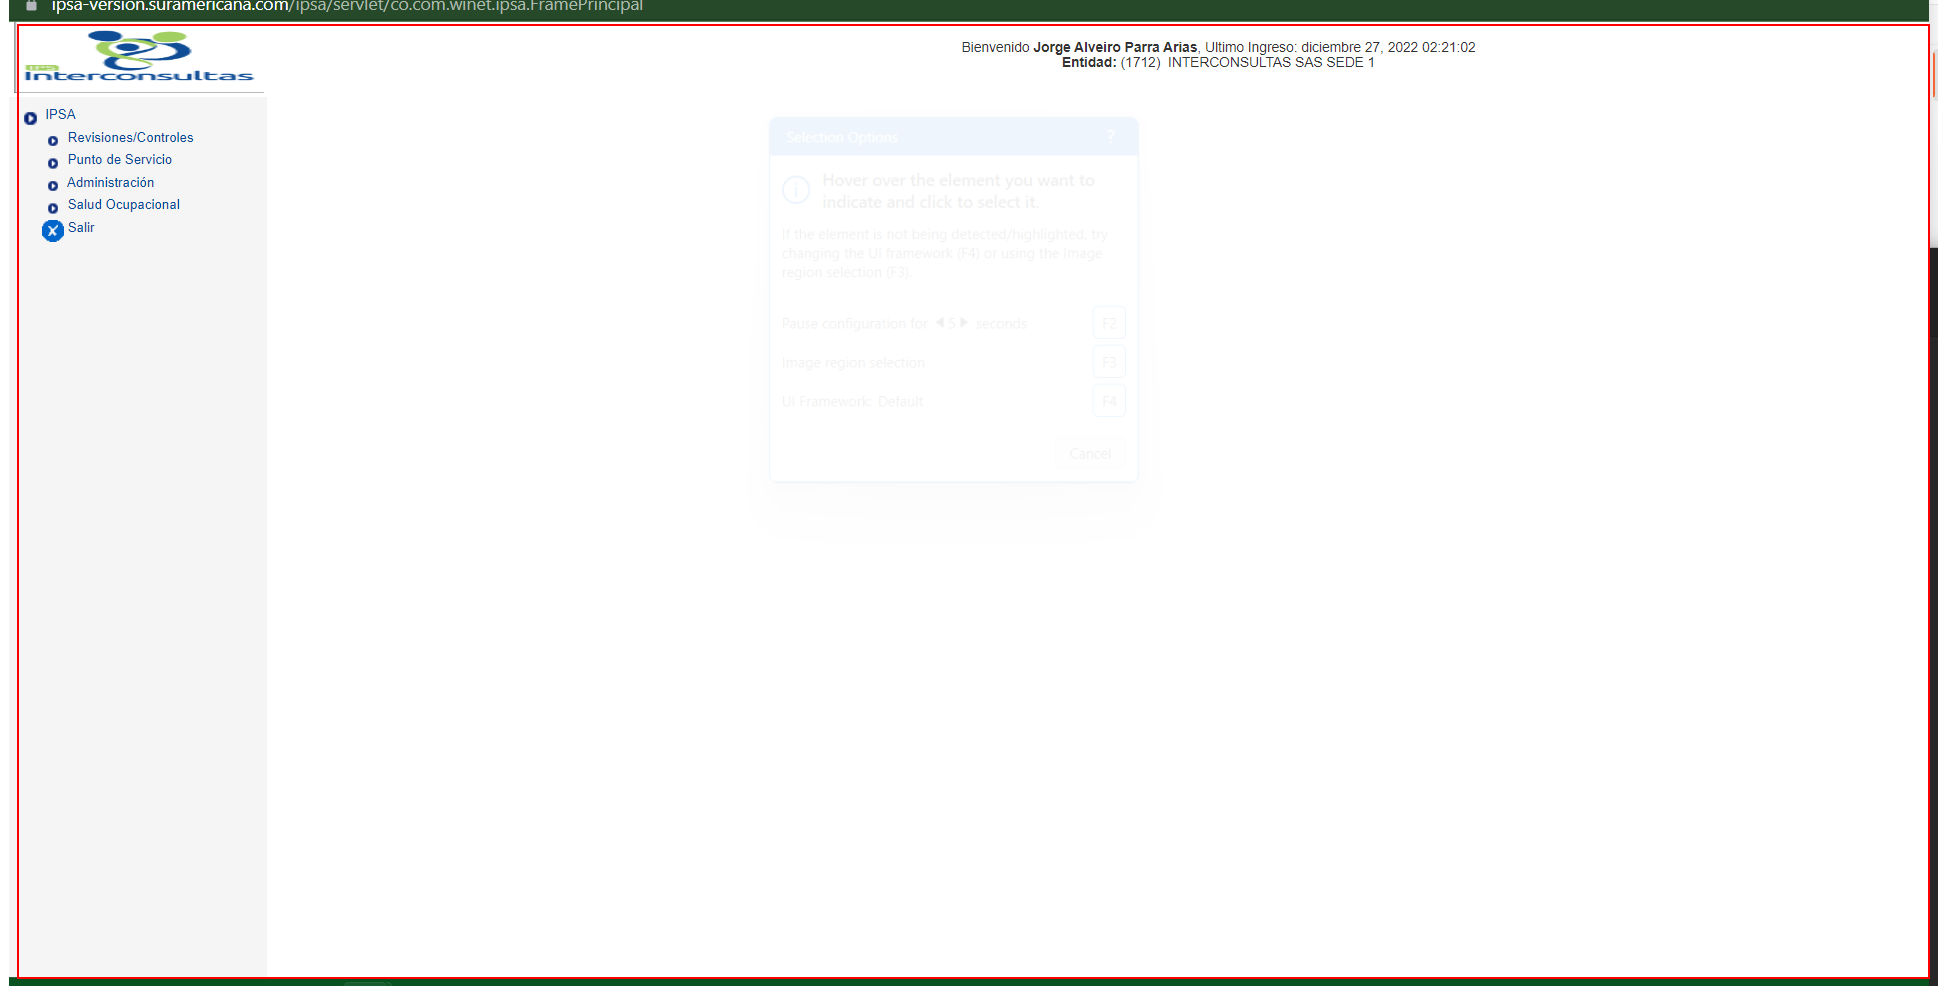 ipsa-version.suramericana.com/ipsa/servlet/co.com.winet.ipsa.FramePrincipal
IPS
Interconsultas
Bienvenido Jorge Alveiro Parra Arias, Ultimo Ingreso: diciembre 27, 2022 02:21:02
Entidad: (1712) INTERCONSULTAS SAS SEDE 1
IPSA
Revisiones/Controles
Punto de Servicio
Administración
Salud Ocupacional
Salir
Selection Options ?
Hover over the element you want to
indicate and click to select it.
If the element is not being detected/highlighted, try
changing the UI framework (F4) or using the image
region selection (F3).
Pause configuration for 5 seconds F2
Image region selection F3
UI Framework: Default F4
Cancel